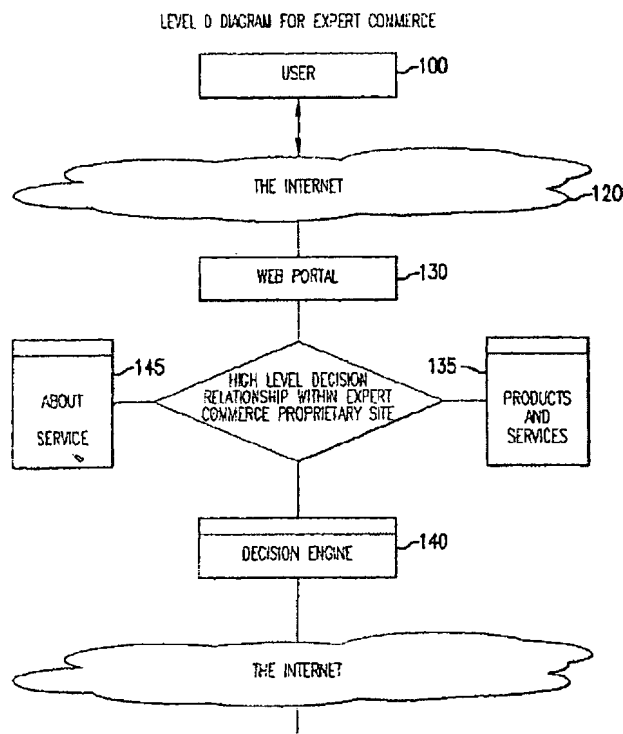 LEVEL 0 DIAGRAM FOR EXPERT COMMERCE
USER
100
THE INTERNET
120
WEB PORTAL
130
145
135
ABOUT
SERVICE
HIGH LEVEL DECISION
RELATIONSHIP WITHIN EXPERT
COMMERCE PROPRIETARY SITE
PRODUCTS
AND
SERVICES
DECISION ENGINE
140
THE INTERNET